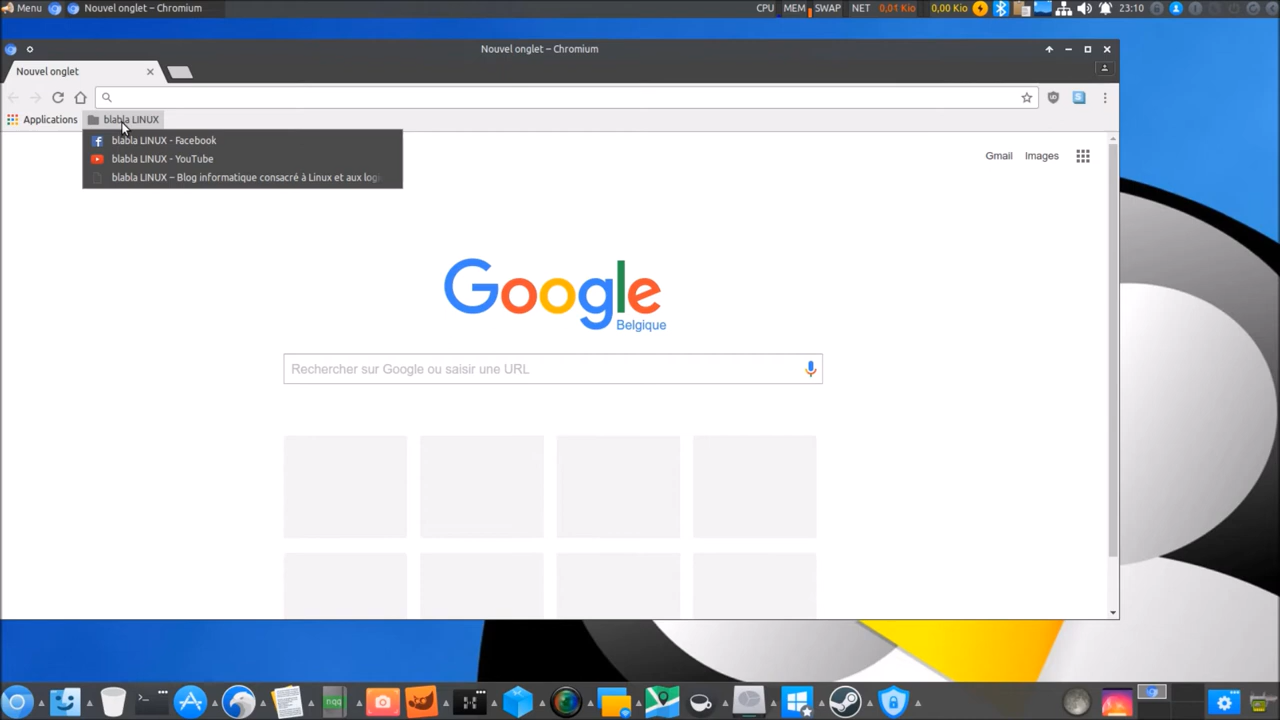 Menu
Nouvel onglet – Chromium
CPU MEM SWAP NET 0,01 Kio 0,00 Kio 23:10
Nouvel onglet – Chromium
Nouvel onglet
Applications
blabla LINUX
blabla LINUX - Facebook
blabla LINUX - YouTube
blabla LINUX – Blog informatique consacré à Linux et aux log
Gmail
Images
Google
Belgique
Rechercher sur Google ou saisir une URL
nqq